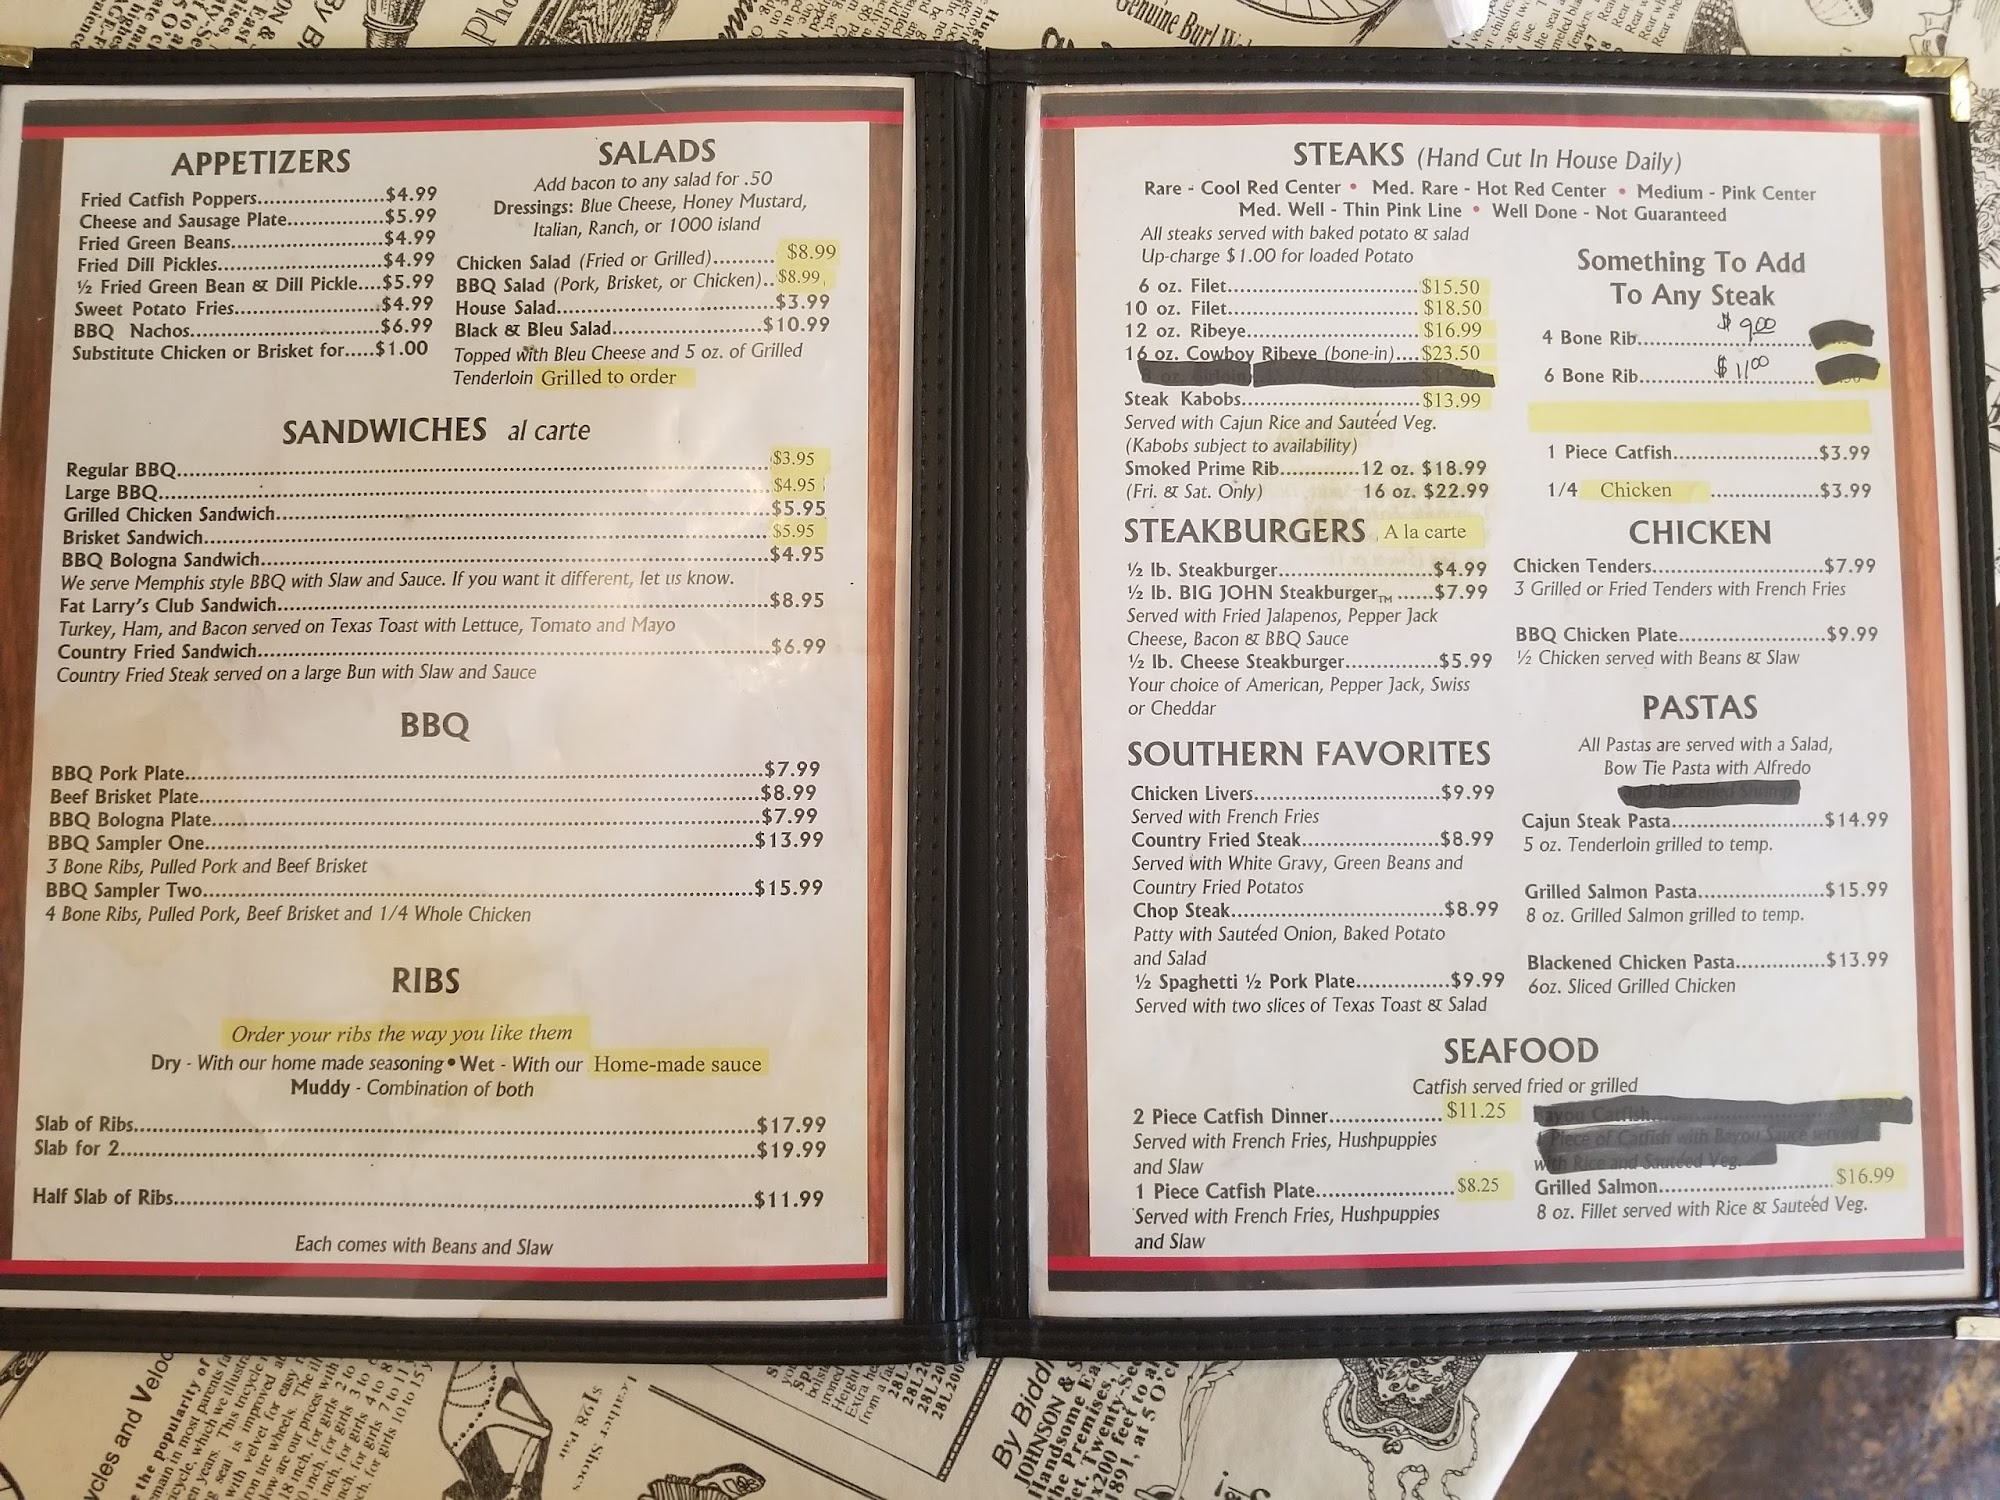 APPETIZERS
Fried Catfish Poppers......................$4.99
Cheese and Sausage Plate.................$5.99
Fried Green Beans...........................$4.99
Fried Dill Pickles.............................$4.99
½ Fried Green Bean & Dill Pickle....$5.99
Sweet Potato Fries..........................$4.99
BBQ Nachos..................................$6.99
Substitute Chicken or Brisket for.....$1.00
SALADS
Add bacon to any salad for .50
Dressings: Blue Cheese, Honey Mustard,
Italian, Ranch, or 1000 island
Chicken Salad (Fried or Grilled)..........$8.99
BBQ Salad (Pork, Brisket, or Chicken)..$8.99
House Salad......................................$3.99
Black & Bleu Salad..........................$10.99
Topped with Bleu Cheese and 5 oz. of Grilled
Tenderloin Grilled to order
SANDWICHES al carte
Regular BBQ..........$3.95
Large BBQ..........$4.95
Grilled Chicken Sandwich..........$5.95
Brisket Sandwich..........$5.95
BBQ Bologna Sandwich..........$4.95
We serve Memphis style BBQ with Slaw and Sauce. If you want it different, let us know.
Fat Larry's Club Sandwich..........$8.95
Turkey, Ham, and Bacon served on Texas Toast with Lettuce, Tomato and Mayo
Country Fried Sandwich..........$6.99
Country Fried Steak served on a large Bun with Slaw and Sauce
BBQ
BBQ Pork Plate..........$7.99
Beef Brisket Plate..........$8.99
BBQ Bologna Plate..........$7.99
BBQ Sampler One..........$13.99
3 Bone Ribs, Pulled Pork and Beef Brisket
BBQ Sampler Two..........$15.99
4 Bone Ribs, Pulled Pork, Beef Brisket and 1/4 Whole Chicken
RIBS
Order your ribs the way you like them
Dry - With our home made seasoning • Wet - With our Home-made sauce
Muddy - Combination of both
Slab of Ribs..........$17.99
Slab for 2..........$19.99
Half Slab of Ribs..........$11.99
Each comes with Beans and Slaw
STEAKS (Hand Cut In House Daily)
Rare - Cool Red Center • Med. Rare - Hot Red Center • Medium - Pink Center
Med. Well - Thin Pink Line • Well Done - Not Guaranteed
All steaks served with baked potato & salad
Up-charge $1.00 for loaded Potato
6 oz. Filet..........$15.50
10 oz. Filet..........$18.50
12 oz. Ribeye..........$16.99
16 oz. Cowboy Ribeye (bone-in)....$23.50
8 oz. Sirloin $12.50
Steak Kabobs..........$13.99
Served with Cajun Rice and Sautéed Veg.
(Kabobs subject to availability)
Smoked Prime Rib.............12 oz. $18.99
(Fri. & Sat. Only) 16 oz. $22.99
Something To Add
To Any Steak
4 Bone Rib.......... $9.00
6 Bone Rib.......... $11.00
1 Piece Catfish..........$3.99
1/4 Chicken..........$3.99
STEAKBURGERS A la carte
½ lb. Steakburger..........$4.99
½ lb. BIG JOHN Steakburger™ ......$7.99
Served with Fried Jalapenos, Pepper Jack
Cheese, Bacon & BBQ Sauce
½ lb. Cheese Steakburger..........$5.99
Your choice of American, Pepper Jack, Swiss
or Cheddar
CHICKEN
Chicken Tenders..........$7.99
3 Grilled or Fried Tenders with French Fries
BBQ Chicken Plate..........$9.99
½ Chicken served with Beans & Slaw
SOUTHERN FAVORITES
Chicken Livers..........$9.99
Served with French Fries
Country Fried Steak..........$8.99
Served with White Gravy, Green Beans and
Country Fried Potatos
Chop Steak..........$8.99
Patty with Sautéed Onion, Baked Potato
and Salad
½ Spaghetti ½ Pork Plate..........$9.99
Served with two slices of Texas Toast & Salad
PASTAS
All Pastas are served with a Salad,
Bow Tie Pasta with Alfredo
and Blackened Shrimp
Cajun Steak Pasta..........$14.99
5 oz. Tenderloin grilled to temp.
Grilled Salmon Pasta..........$15.99
8 oz. Grilled Salmon grilled to temp.
Blackened Chicken Pasta..........$13.99
6oz. Sliced Grilled Chicken
SEAFOOD
Catfish served fried or grilled
2 Piece Catfish Dinner..........$11.25
Served with French Fries, Hushpuppies
and Slaw
1 Piece Catfish Plate..........$8.25
Served with French Fries, Hushpuppies
and Slaw
Bayou Catfish
1 Piece of Catfish with Bayou Sauce served
with Rice and Sautéed Veg.
Grilled Salmon..........$16.99
8 oz. Fillet served with Rice & Sautéed Veg.